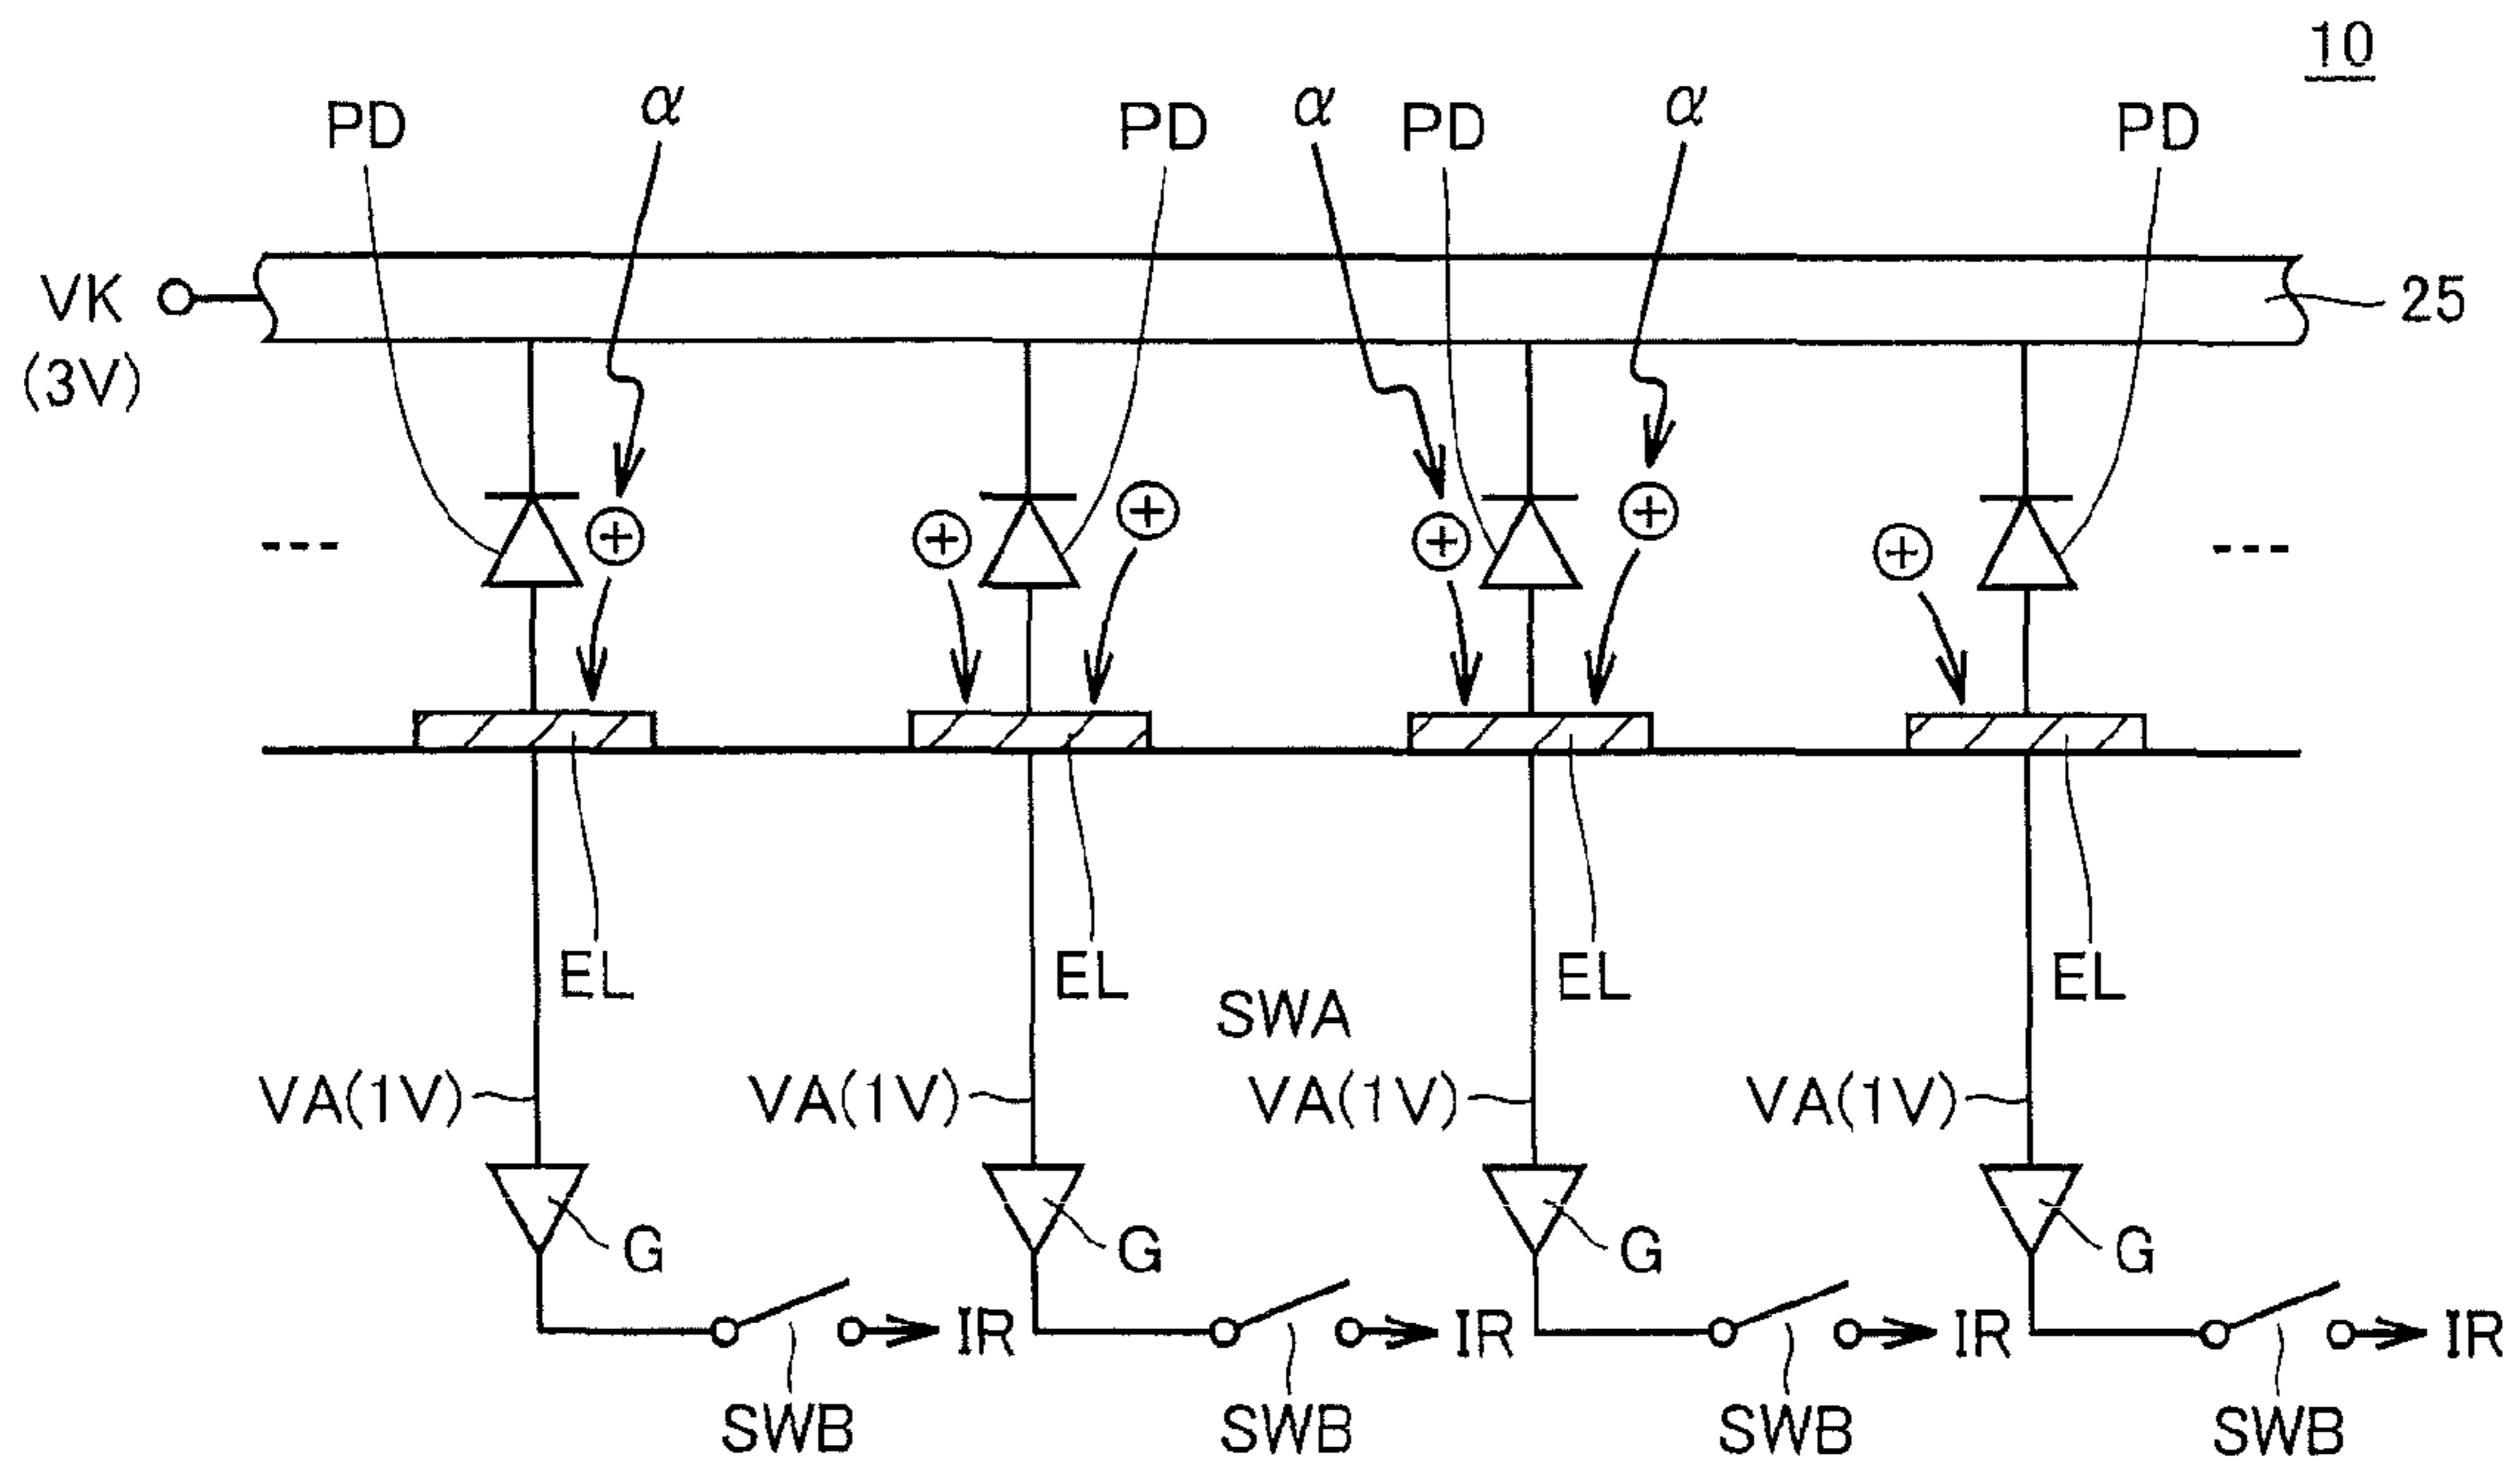 10
PD α PD α PD α PD
VK
(3V)
25
+ + + + + +
EL EL EL EL
SWA
VA(1V) VA(1V) VA(1V) VA(1V)
G G G G
IR IR IR IR
SWB SWB SWB SWB